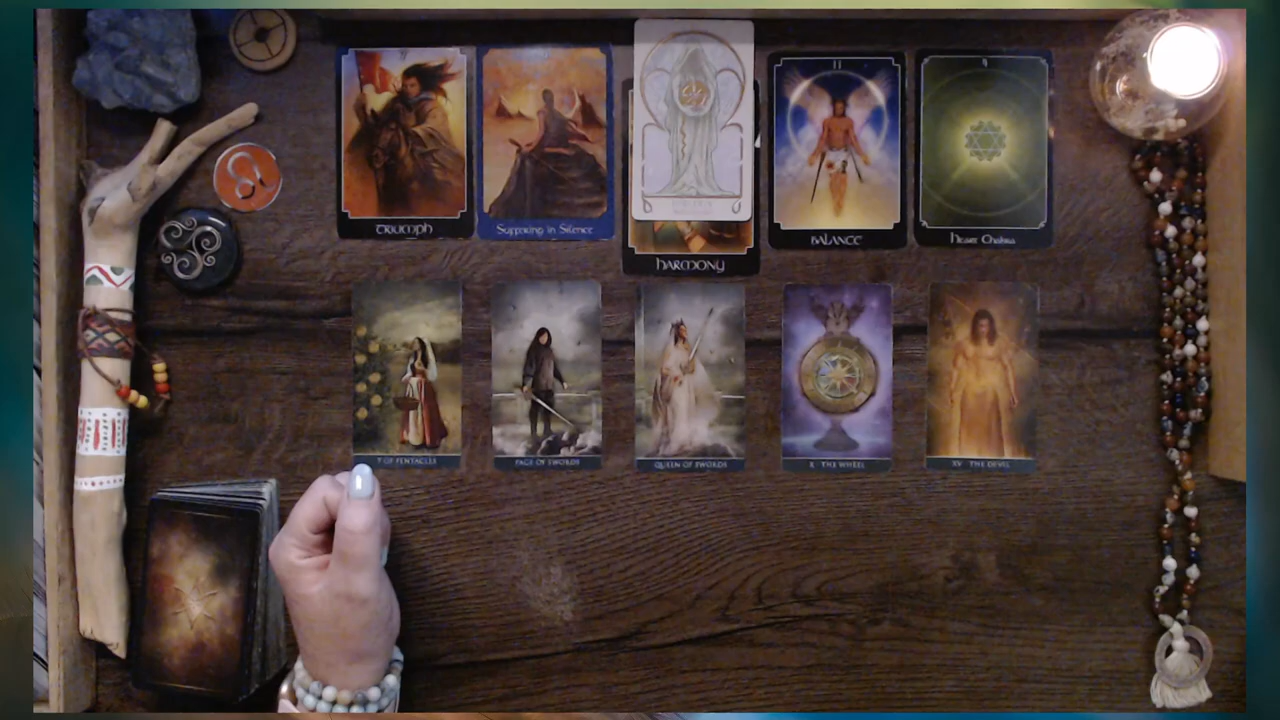 TRIUMPH
Suffering in Silence
HARMONY
II
BALANCE
Heart Chakra
V OF PENTACLES
PAGE OF SWORDS
QUEEN OF SWORDS
X THE WHEEL
XV THE DEVIL